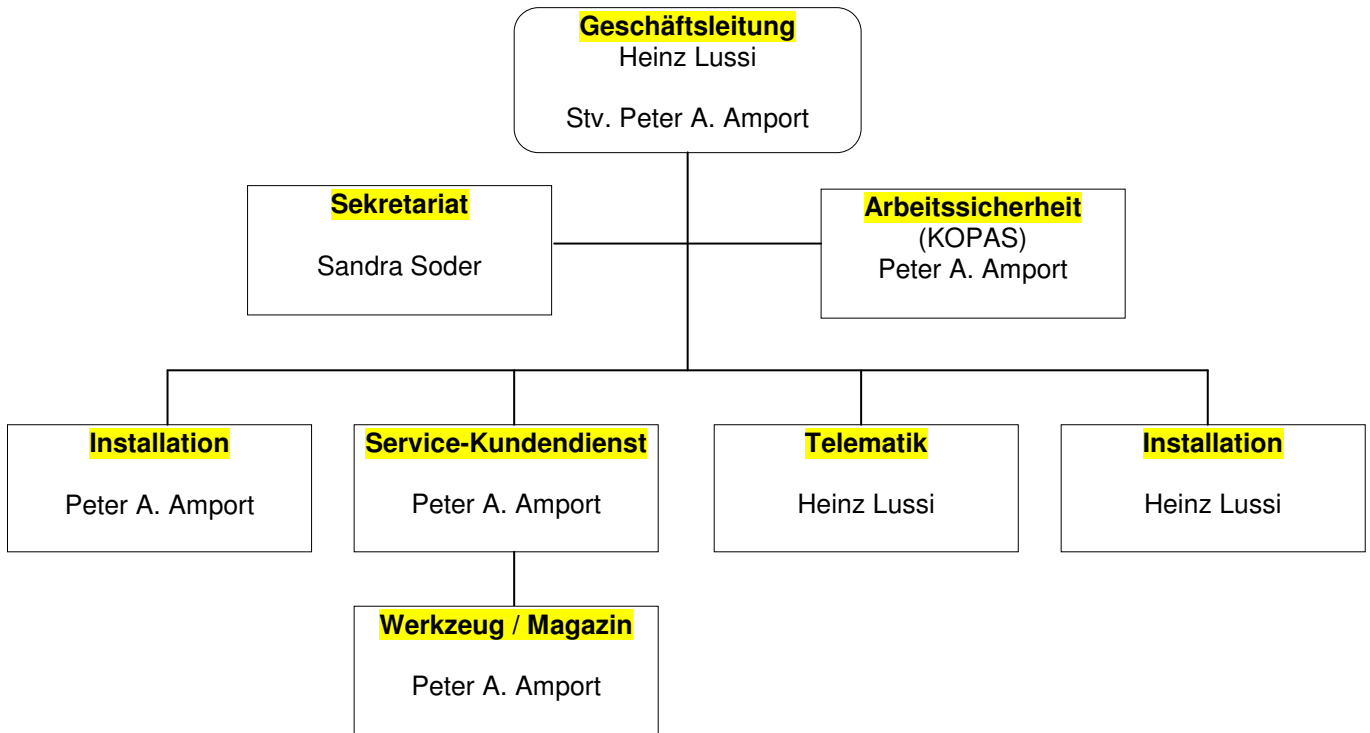 Geschäftsleitung
Heinz Lussi
Stv. Peter A. Amport
Sekretariat
Sandra Soder
Arbeitssicherheit
(KOPAS)
Peter A. Amport
Installation
Peter A. Amport
Service-Kundendienst
Peter A. Amport
Telematik
Heinz Lussi
Installation
Heinz Lussi
Werkzeug / Magazin
Peter A. Amport